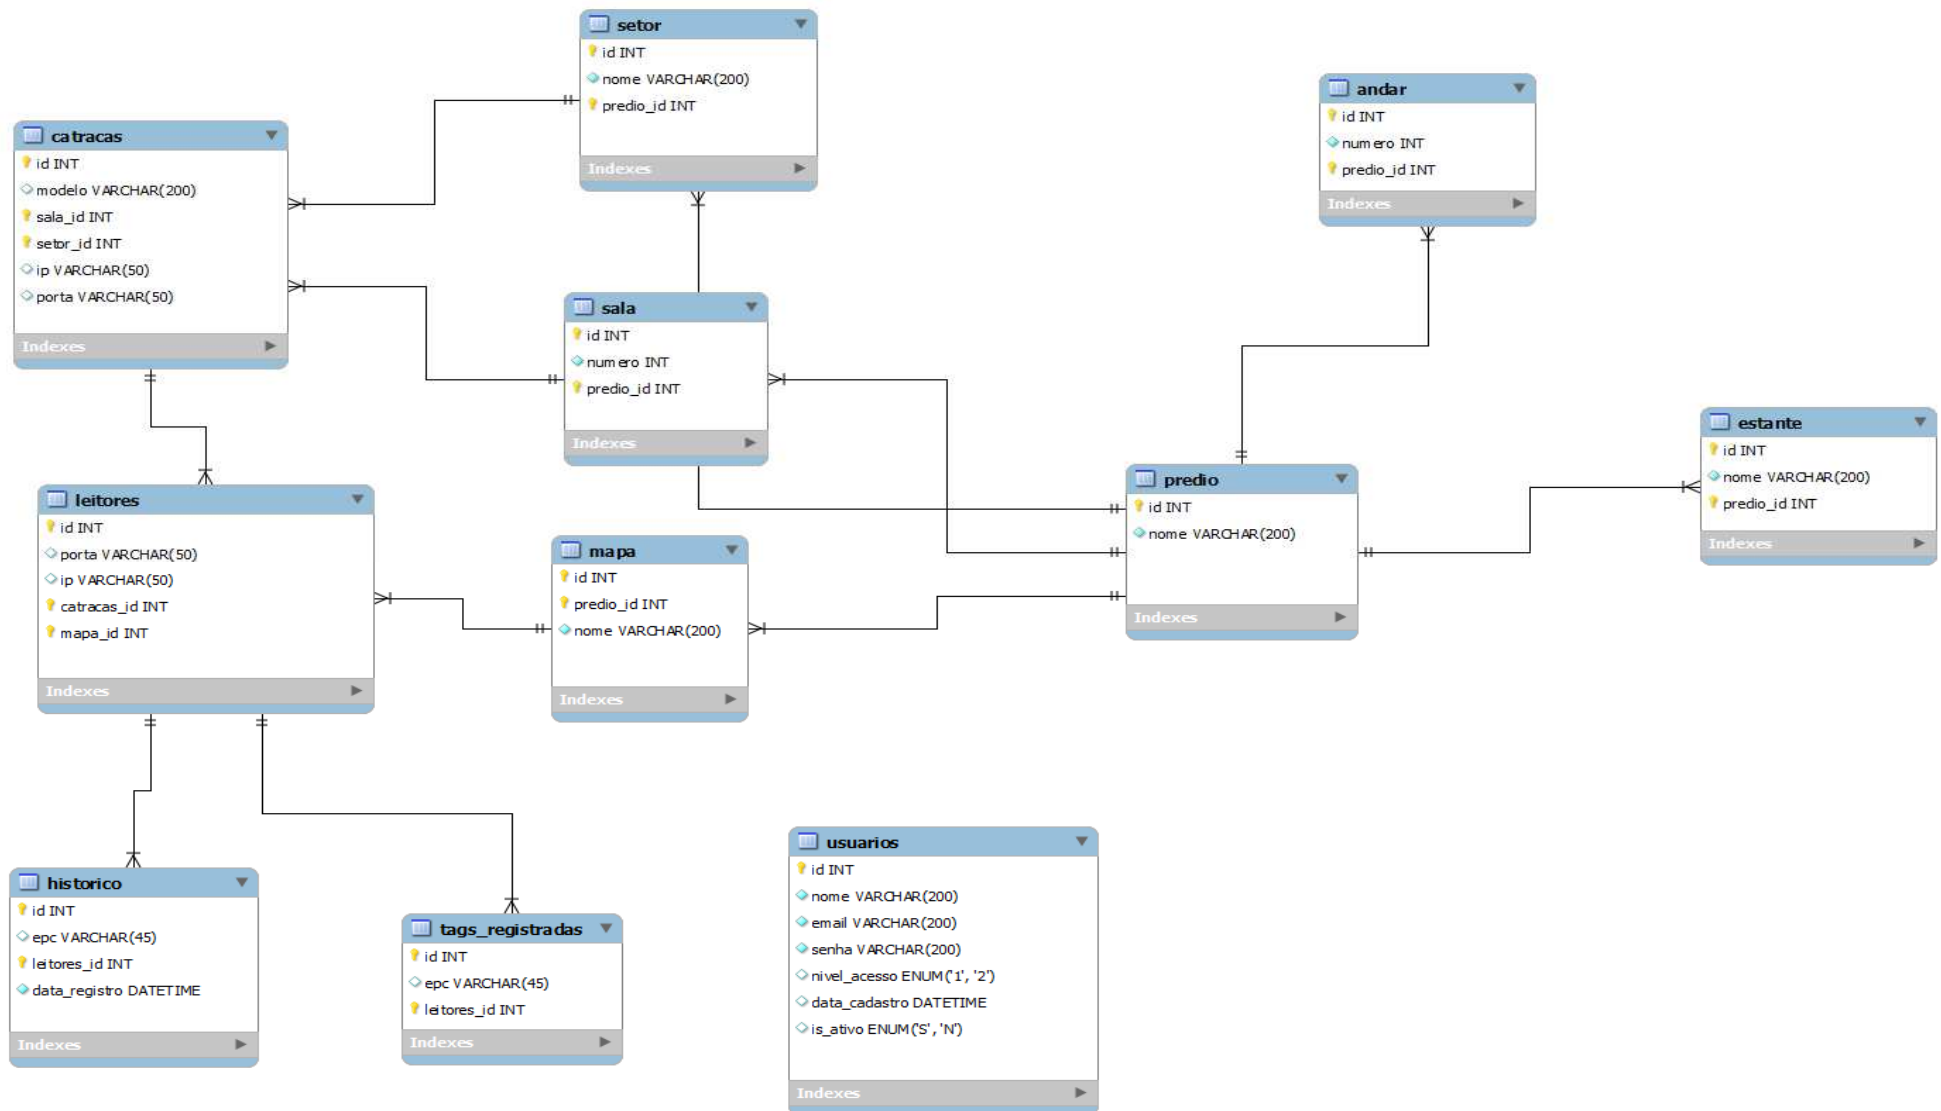 setor
id INT
nome VARCHAR(200)
predio_id INT
Indexes
andar
id INT
numero INT
predio_id INT
Indexes
catracas
id INT
modelo VARCHAR(200)
sala_id INT
setor_id INT
ip VARCHAR(50)
porta VARCHAR(50)
Indexes
sala
id INT
numero INT
predio_id INT
Indexes
estante
id INT
nome VARCHAR(200)
predio_id INT
Indexes
predio
id INT
nome VARCHAR(200)
Indexes
leitores
id INT
porta VARCHAR(50)
ip VARCHAR(50)
catracas_id INT
mapa_id INT
Indexes
mapa
id INT
predio_id INT
nome VARCHAR(200)
Indexes
usuarios
id INT
nome VARCHAR(200)
email VARCHAR(200)
senha VARCHAR(200)
nivel_acesso ENUM('1', '2')
data_cadastro DATETIME
is_ativo ENUM('S', 'N')
Indexes
historico
id INT
epc VARCHAR(45)
leitores_id INT
data_registro DATETIME
Indexes
tags_registradas
id INT
epc VARCHAR(45)
leitores_id INT
Indexes